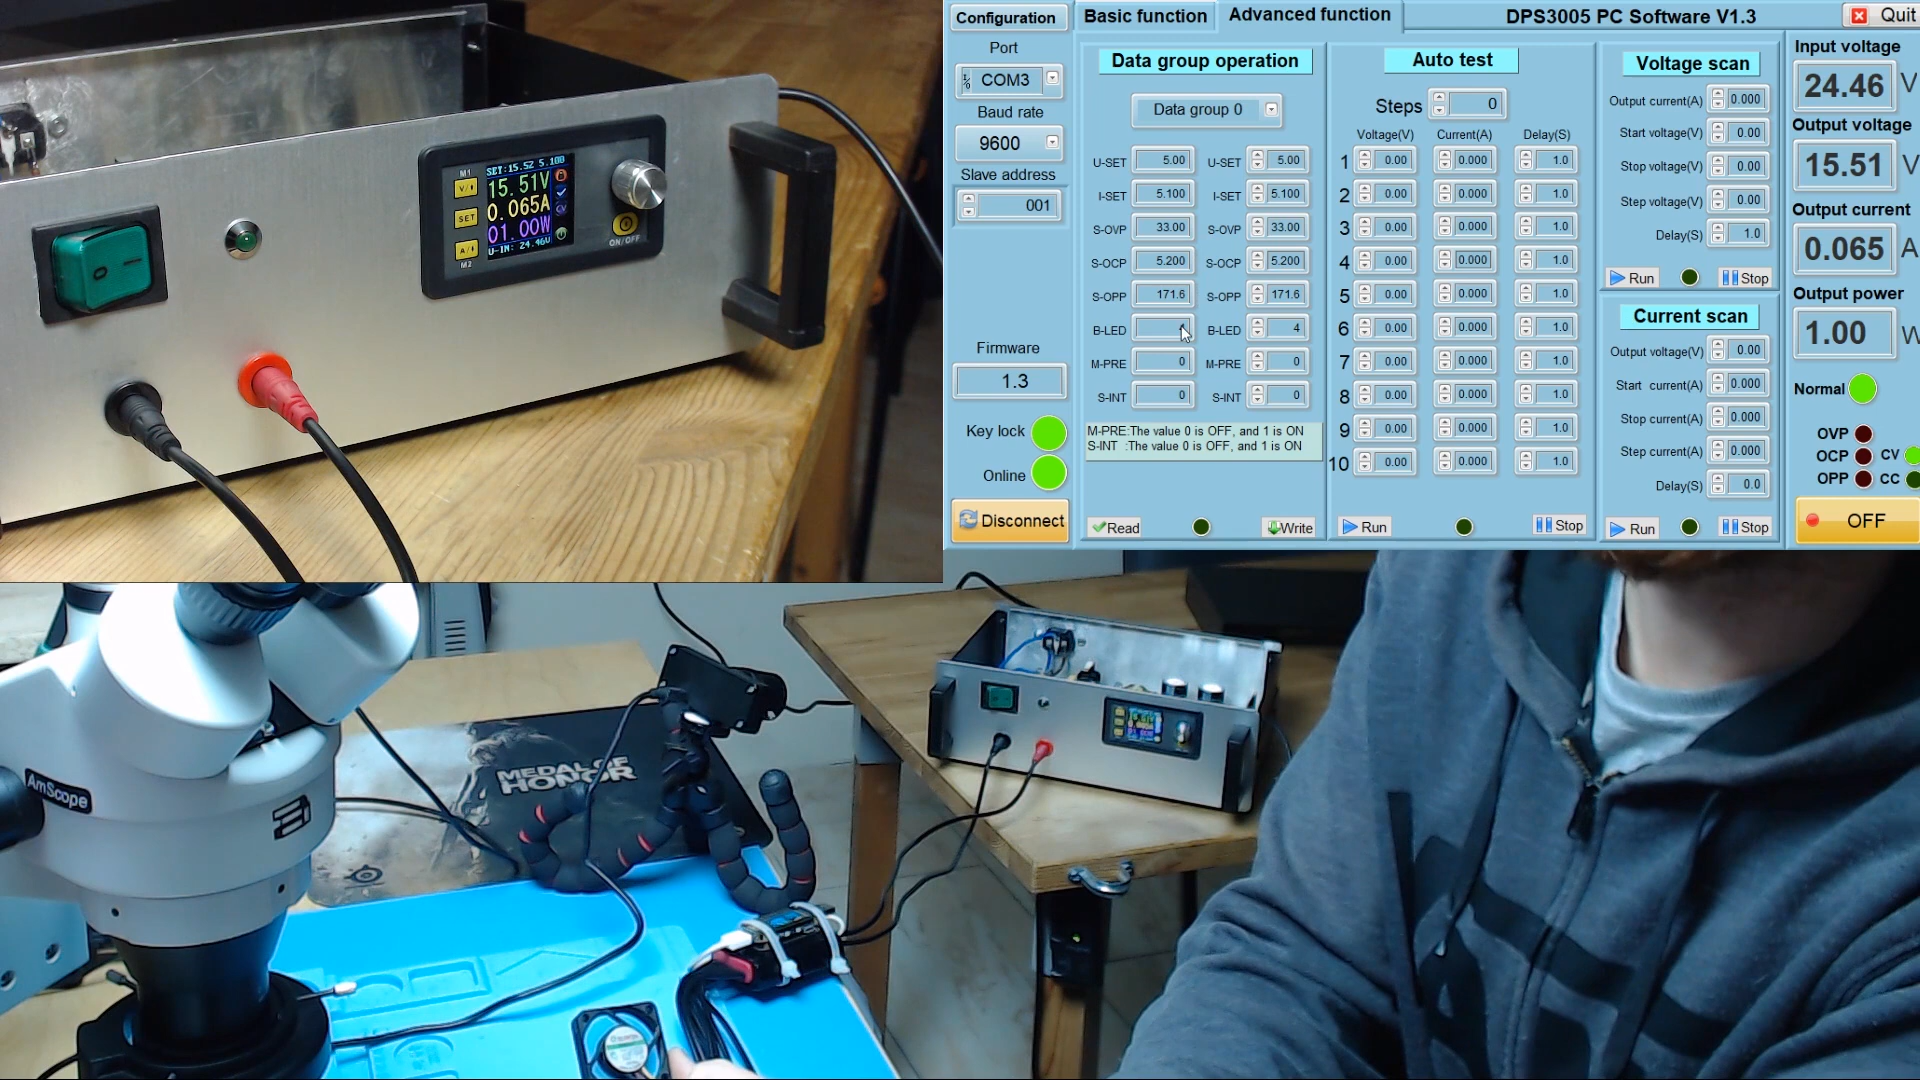 M1
V/⬍
SET
A/⬍
M2
SET:15.52 5.100
15.51V
0.065A
01.00W
U-IN: 24.46V
CV
ON/OFF
Configuration
Port
COM3
Baud rate
9600
Slave address
001
Firmware
1.3
Key lock
Online
Disconnect
Basic function
Advanced function
DPS3005 PC Software V1.3
Quit
Data group operation
Data group 0
U-SET 5.00 U-SET 5.00
I-SET 5.100 I-SET 5.100
S-OVP 33.00 S-OVP 33.00
S-OCP 5.200 S-OCP 5.200
S-OPP 171.6 S-OPP 171.6
B-LED B-LED 4
M-PRE 0 M-PRE 0
S-INT 0 S-INT 0
M-PRE:The value 0 is OFF, and 1 is ON
S-INT :The value 0 is OFF, and 1 is ON
Read
Write
Auto test
Steps 0
Voltage(V) Current(A) Delay(S)
1 0.00 0.000 1.0
2 0.00 0.000 1.0
3 0.00 0.000 1.0
4 0.00 0.000 1.0
5 0.00 0.000 1.0
6 0.00 0.000 1.0
7 0.00 0.000 1.0
8 0.00 0.000 1.0
9 0.00 0.000 1.0
10 0.00 0.000 1.0
Run
Stop
Voltage scan
Output current(A) 0.000
Start voltage(V) 0.00
Stop voltage(V) 0.00
Step voltage(V) 0.00
Delay(S) 1.0
Run
Stop
Current scan
Output voltage(V) 0.00
Start current(A) 0.000
Stop current(A) 0.000
Step current(A) 0.000
Delay(S) 0.0
Run
Stop
Input voltage
24.46 V
Output voltage
15.51 V
Output current
0.065 A
Output power
1.00 W
Normal
OVP
OCP CV
OPP CC
OFF
AmScope
MEDAL OF
HONOR